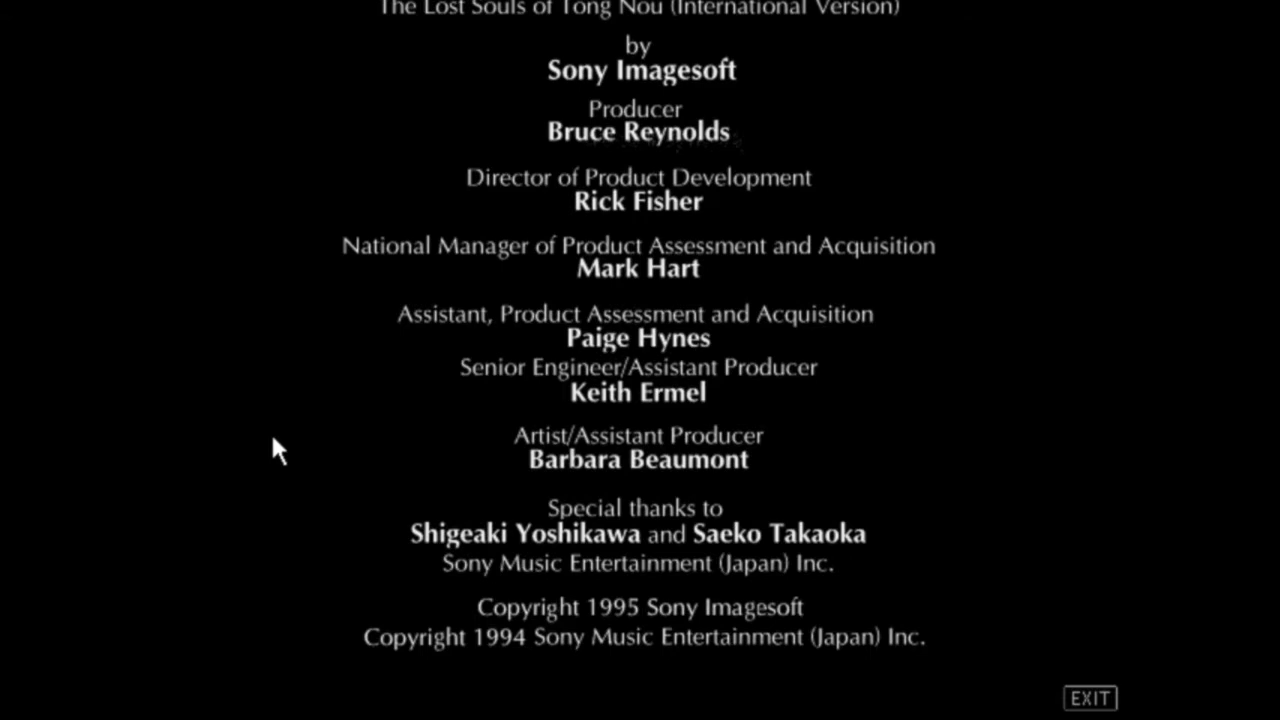 The Lost Souls of Tong Nou (International Version)
by
Sony Imagesoft
Producer
Bruce Reynolds
Director of Product Development
Rick Fisher
National Manager of Product Assessment and Acquisition
Mark Hart
Assistant, Product Assessment and Acquisition
Paige Hynes
Senior Engineer/Assistant Producer
Keith Ermel
Artist/Assistant Producer
Barbara Beaumont
Special thanks to
Shigeaki Yoshikawa and Saeko Takaoka
Sony Music Entertainment (Japan) Inc.
Copyright 1995 Sony Imagesoft
Copyright 1994 Sony Music Entertainment (Japan) Inc.
EXIT